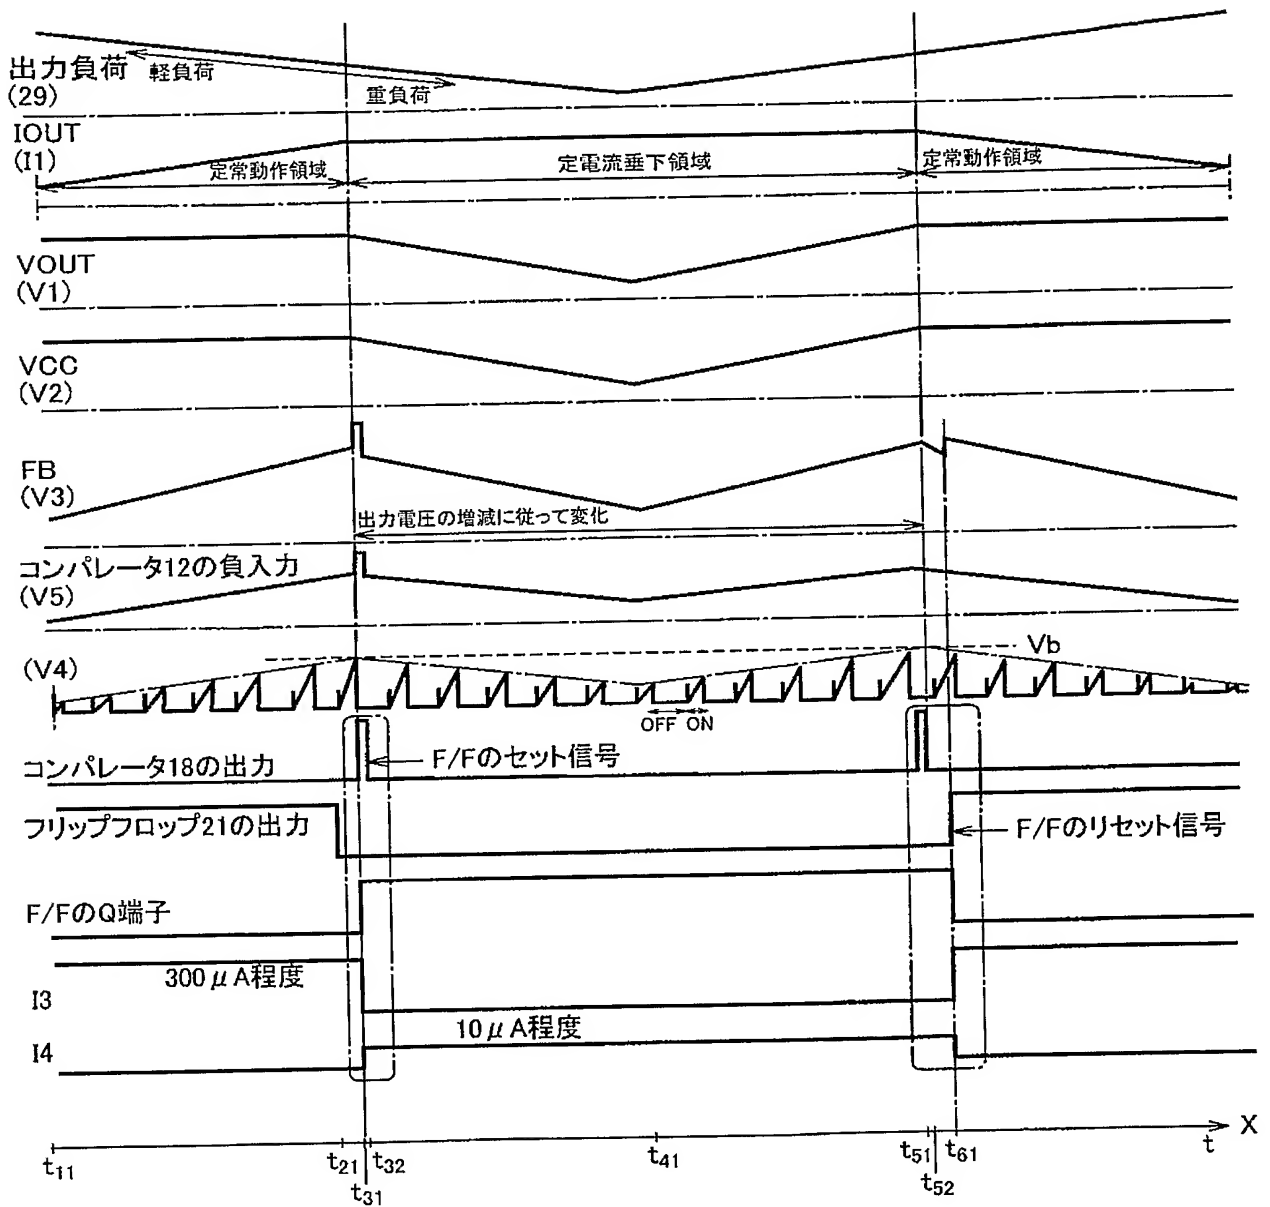 出力負荷
(29)
軽負荷
重負荷
IOUT
(I1)
定常動作領域
定電流垂下領域
定常動作領域
VOUT
(V1)
VCC
(V2)
FB
(V3)
出力電圧の増減に従って変化
コンパレータ12の負入力
(V5)
(V4)
Vb
OFF ON
コンパレータ18の出力
F/Fのセット信号
フリップフロップ21の出力
F/Fのリセット信号
F/FのQ端子
300μA程度
I3
10μA程度
I4
X
t11 t21 t32 t41 t51 t61 t
t31 t52